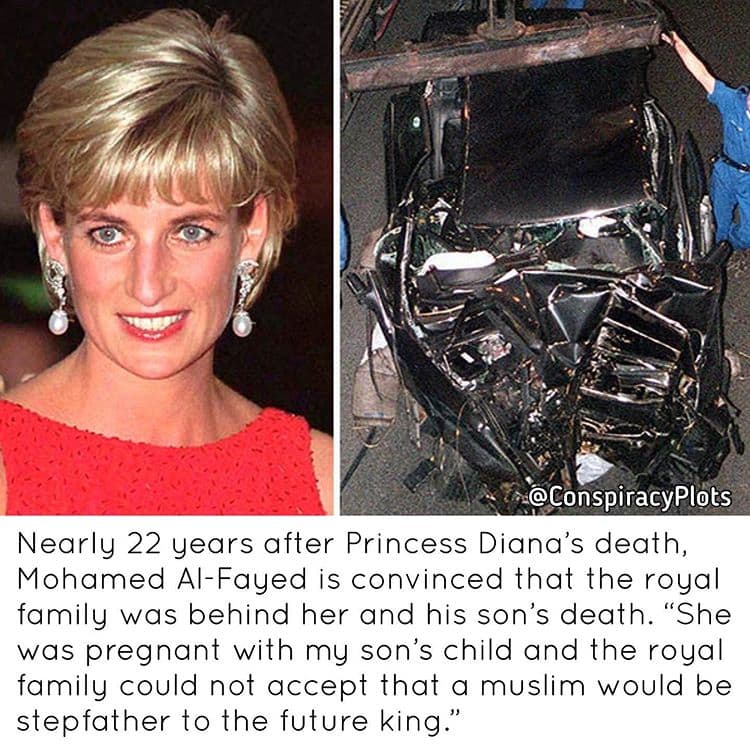 @ConspiracyPlots
Nearly 22 years after Princess Diana's death,
Mohamed Al-Fayed is convinced that the royal
family was behind her and his son's death. “She
was pregnant with my son's child and the royal
family could not accept that a muslim would be
stepfather to the future king.”